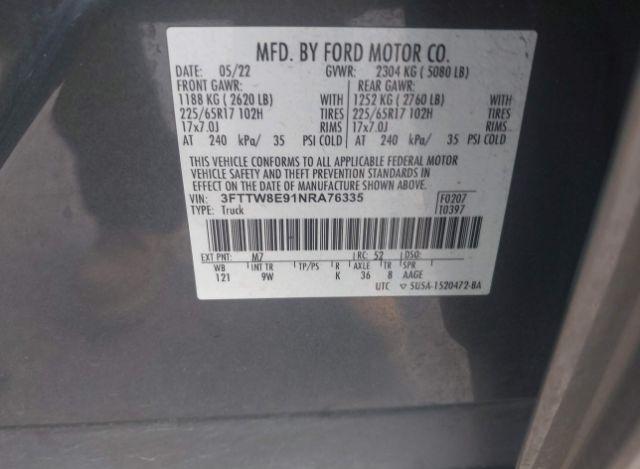 MFD. BY FORD MOTOR CO.
DATE: 05/22 GVWR: 2304 KG ( 5080 LB)
FRONT GAWR: REAR GAWR:
1188 KG ( 2620 LB) WITH 1252 KG ( 2760 LB) WITH
225/65R17 102H TIRES 225/65R17 102H TIRES
17x7.0J RIMS 17x7.0J RIMS
AT 240 kPa/ 35 PSI COLD AT 240 kPa/ 35 PSI COLD
THIS VEHICLE CONFORMS TO ALL APPLICABLE FEDERAL MOTOR
VEHICLE SAFETY AND THEFT PREVENTION STANDARDS IN
EFFECT ON THE DATE OF MANUFACTURE SHOWN ABOVE.
VIN: 3FTTW8E91NRA76335 F0207
TYPE: Truck T0397
EXT PNT: M7 RC: 52 DSO:
WB INT TR TP/PS R AXLE TR SPR
121 9W K 36 8 AAGE
UTC 5U5A-1520472-BA